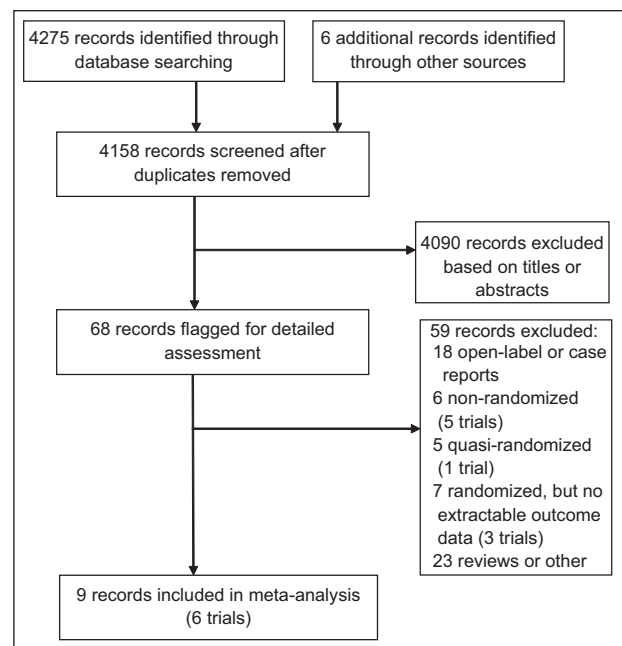 4275 records identified through
database searching
6 additional records identified
through other sources
4158 records screened after
duplicates removed
4090 records excluded
based on titles or
abstracts
68 records flagged for detailed
assessment
59 records excluded:
18 open-label or case
reports
6 non-randomized
(5 trials)
5 quasi-randomized
(1 trial)
7 randomized, but no
extractable outcome
data (3 trials)
23 reviews or other
9 records included in meta-analysis
(6 trials)